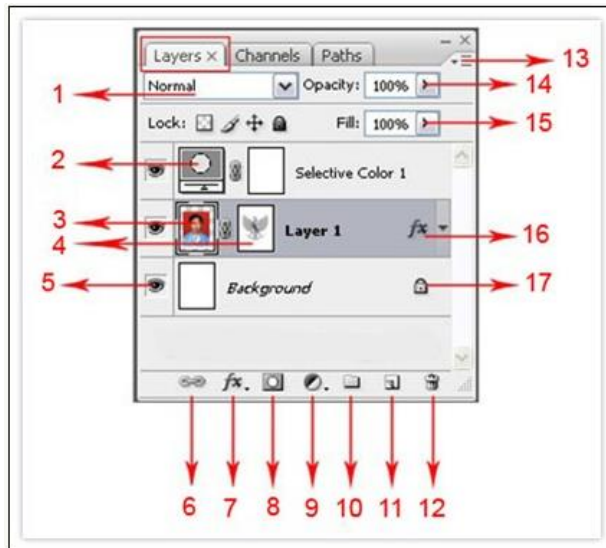 Layers × Channels Paths
13
1 Normal Opacity: 100% 14
Lock: Fill: 100% 15
2 Selective Color 1
3
4 Layer 1 fx 16
5 Background 17
fx.
6 7 8 9 10 11 12